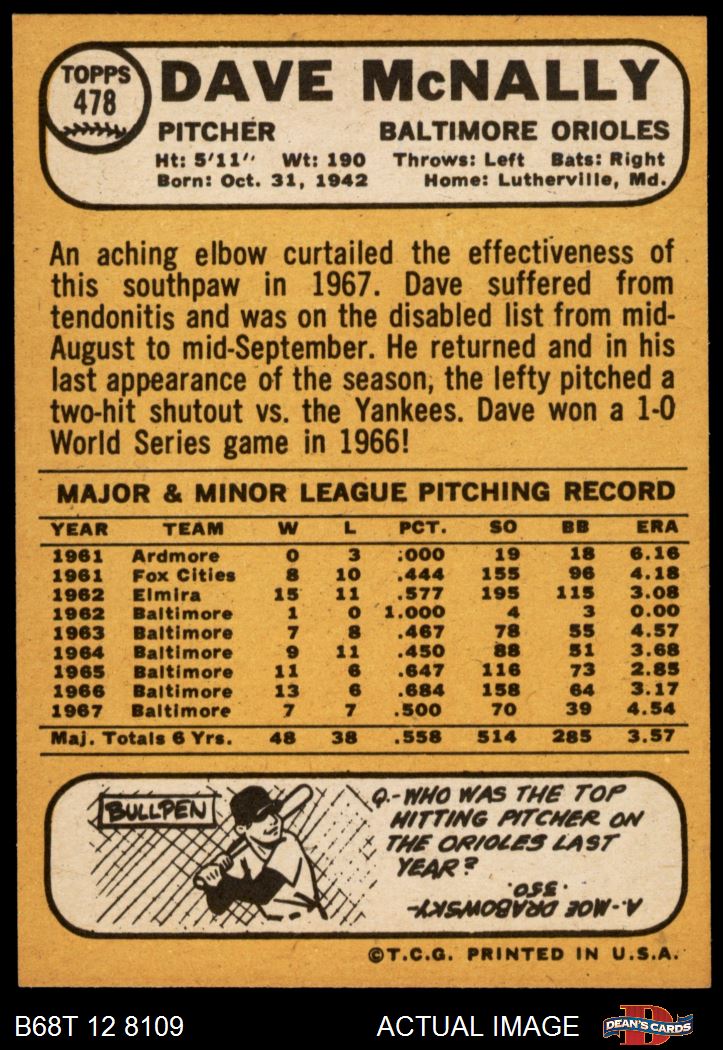 TOPPS
478
DAVE McNALLY
PITCHER BALTIMORE ORIOLES
Ht: 5'11" Wt: 190 Throws: Left Bats: Right
Born: Oct. 31, 1942 Home: Lutherville, Md.
An aching elbow curtailed the effectiveness of
this southpaw in 1967. Dave suffered from
tendonitis and was on the disabled list from mid-
August to mid-September. He returned and in his
last appearance of the season, the lefty pitched a
two-hit shutout vs. the Yankees. Dave won a 1-0
World Series game in 1966!
MAJOR & MINOR LEAGUE PITCHING RECORD
YEAR TEAM W L PCT. SO BB ERA
1961 Ardmore 0 3 .000 19 18 6.16
1961 Fox Cities 8 10 .444 155 96 4.18
1962 Elmira 15 11 .577 195 115 3.08
1962 Baltimore 1 0 1.000 4 3 0.00
1963 Baltimore 7 8 .467 78 55 4.57
1964 Baltimore 9 11 .450 88 51 3.68
1965 Baltimore 11 6 .647 116 73 2.85
1966 Baltimore 13 6 .684 158 64 3.17
1967 Baltimore 7 7 .500 70 39 4.54
Maj. Totals 6 Yrs. 48 38 .558 514 285 3.57
BULLPEN
Q.-WHO WAS THE TOP
HITTING PITCHER ON
THE ORIOLES LAST
YEAR?
A.-MOE DRABOWSKY-
.350.
©T.C.G. PRINTED IN U.S.A.
B68T 12 8109 ACTUAL IMAGE
D
DEAN'S CARDS